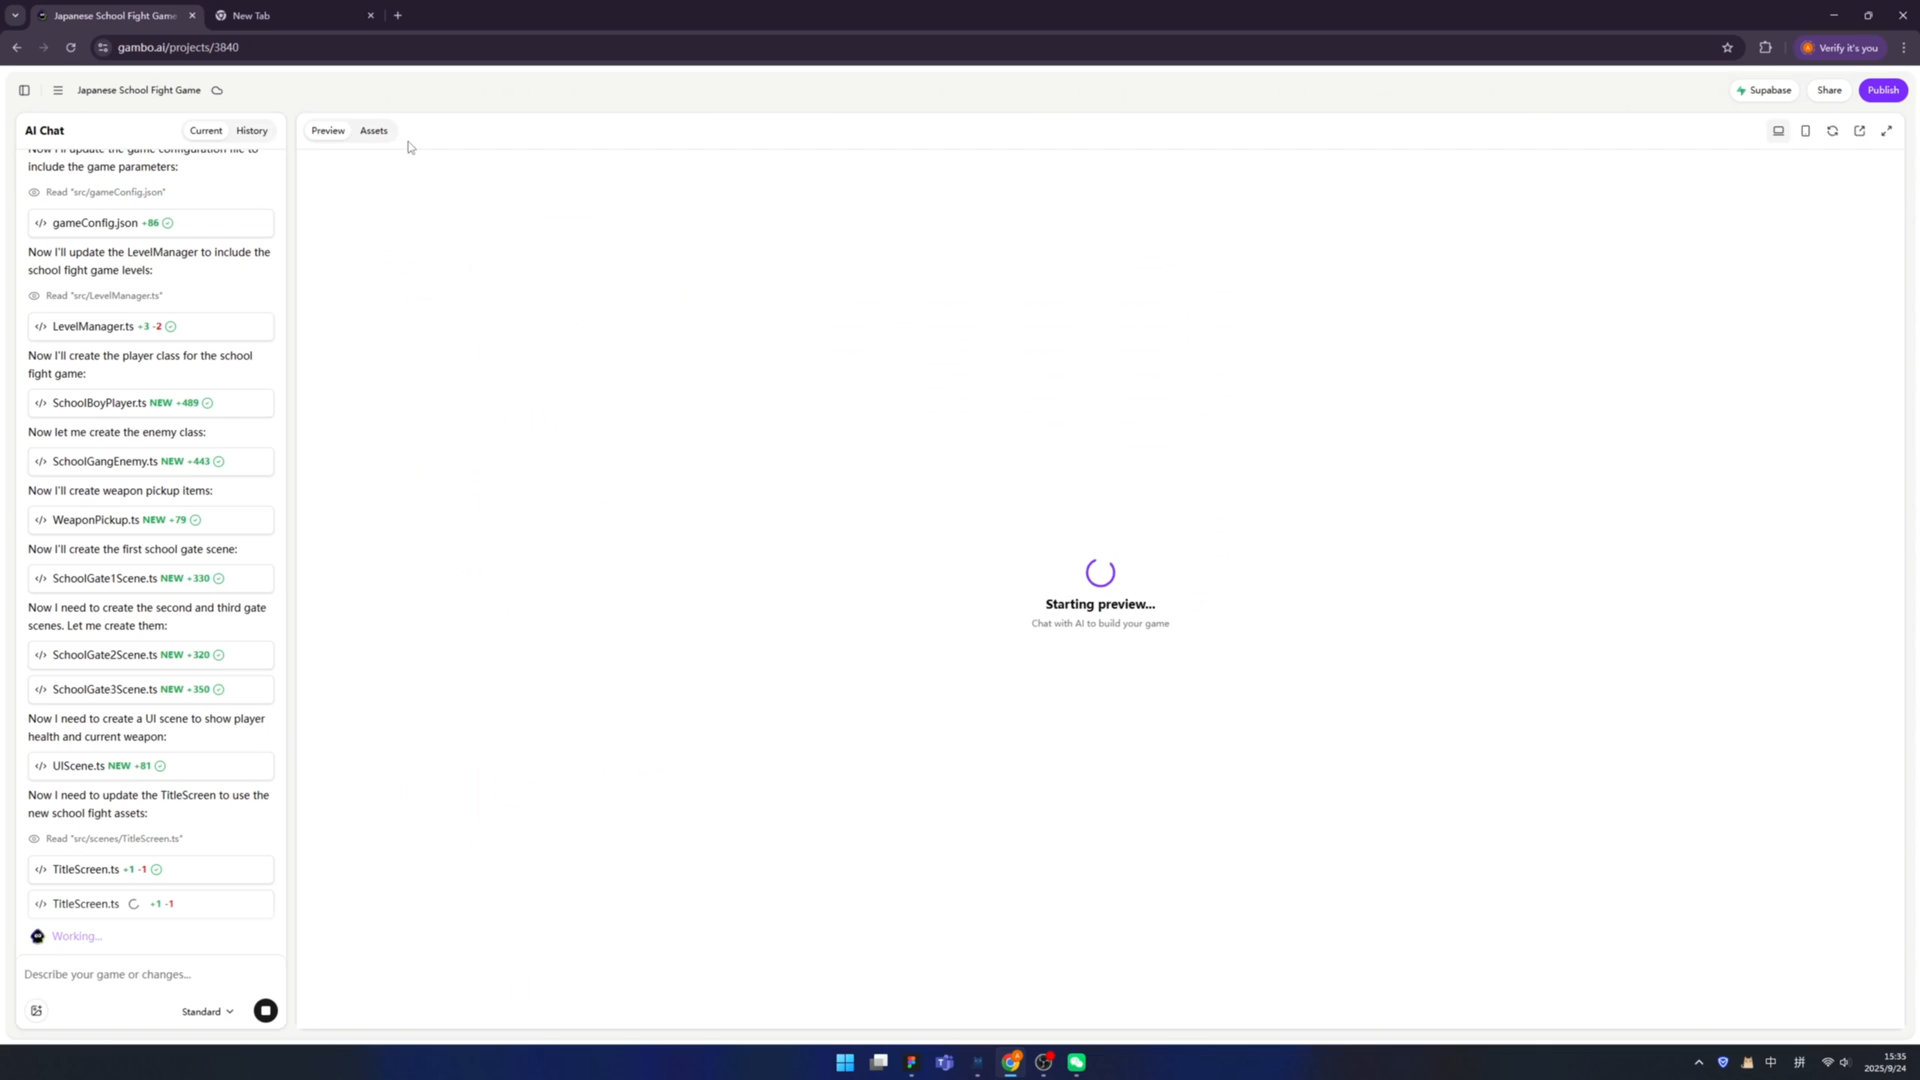 Japanese School Fight Game
New Tab
gambo.ai/projects/3840
Verify it's you
Japanese School Fight Game
Supabase
Share
Publish
AI Chat
Current
History
Preview
Assets
Now I'll update the game configuration file to
include the game parameters:
Read "src/gameConfig.json"
</> gameConfig.json +86
Now I'll update the LevelManager to include the
school fight game levels:
Read "src/LevelManager.ts"
</> LevelManager.ts +3 -2
Now I'll create the player class for the school
fight game:
</> SchoolBoyPlayer.ts NEW +489
Now let me create the enemy class:
</> SchoolGangEnemy.ts NEW +443
Now I'll create weapon pickup items:
</> WeaponPickup.ts NEW +79
Now I'll create the first school gate scene:
</> SchoolGate1Scene.ts NEW +330
Now I need to create the second and third gate
scenes. Let me create them:
</> SchoolGate2Scene.ts NEW +320
</> SchoolGate3Scene.ts NEW +350
Now I need to create a UI scene to show player
health and current weapon:
</> UIScene.ts NEW +81
Now I need to update the TitleScreen to use the
new school fight assets:
Read "src/scenes/TitleScreen.ts"
</> TitleScreen.ts +1 -1
</> TitleScreen.ts +1 -1
Working...
Describe your game or changes...
Standard
Starting preview...
Chat with AI to build your game
中
拼
15:35
2025/9/24